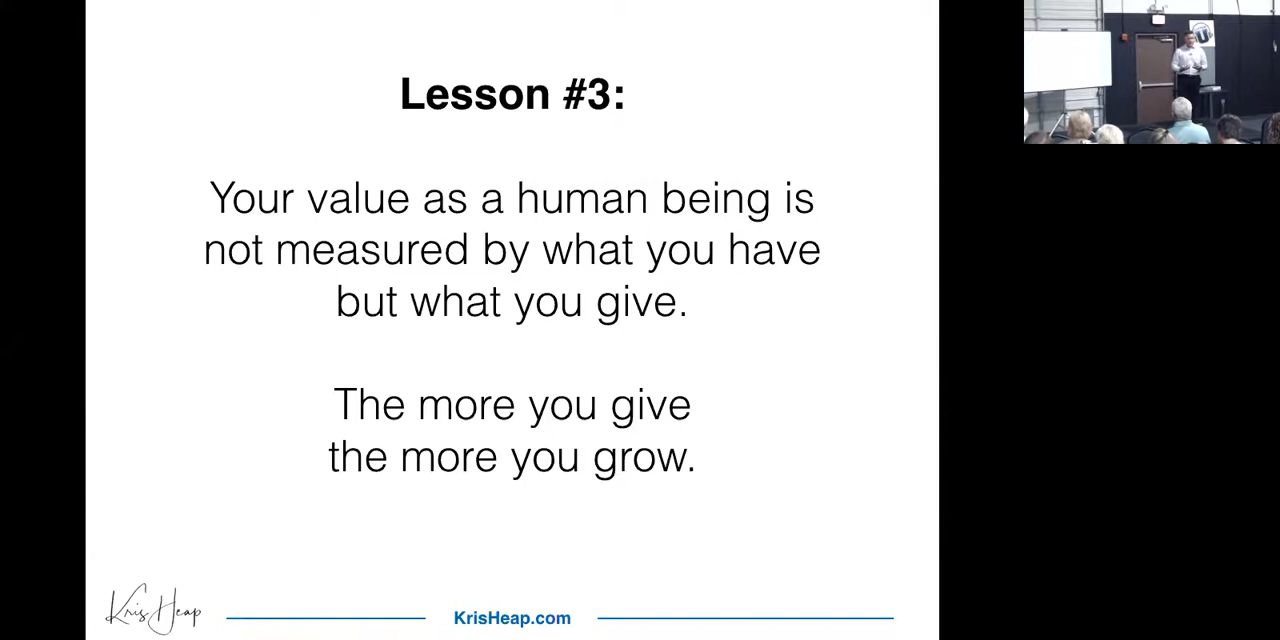 Lesson #3:
Your value as a human being is
not measured by what you have
but what you give.
The more you give
the more you grow.
Kris Heap
KrisHeap.com